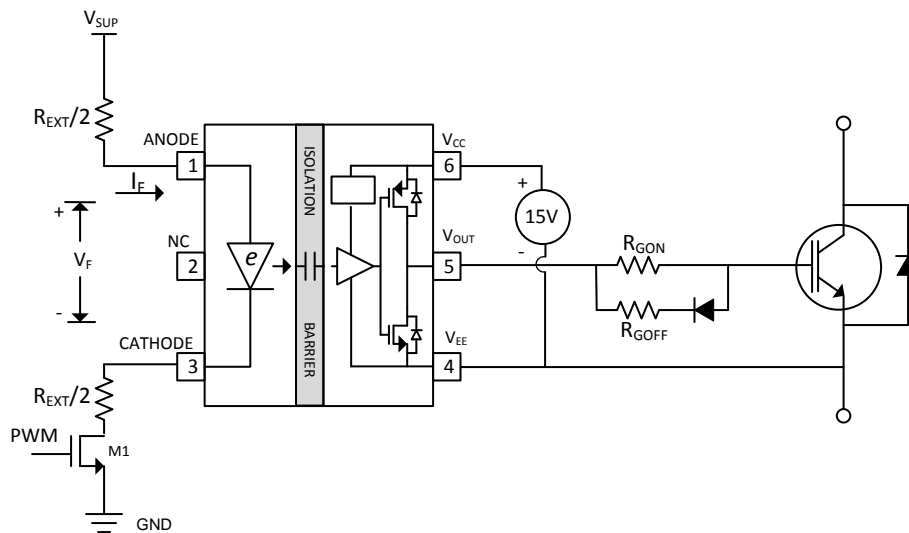 VSUP
REXT/2
ANODE
1
IF
+
VF
-
NC
2
CATHODE
3
REXT/2
PWM
M1
GND
e
ISOLATION
BARRIER
VCC
6
+
15V
-
VOUT
5
VEE
4
RGON
RGOFF